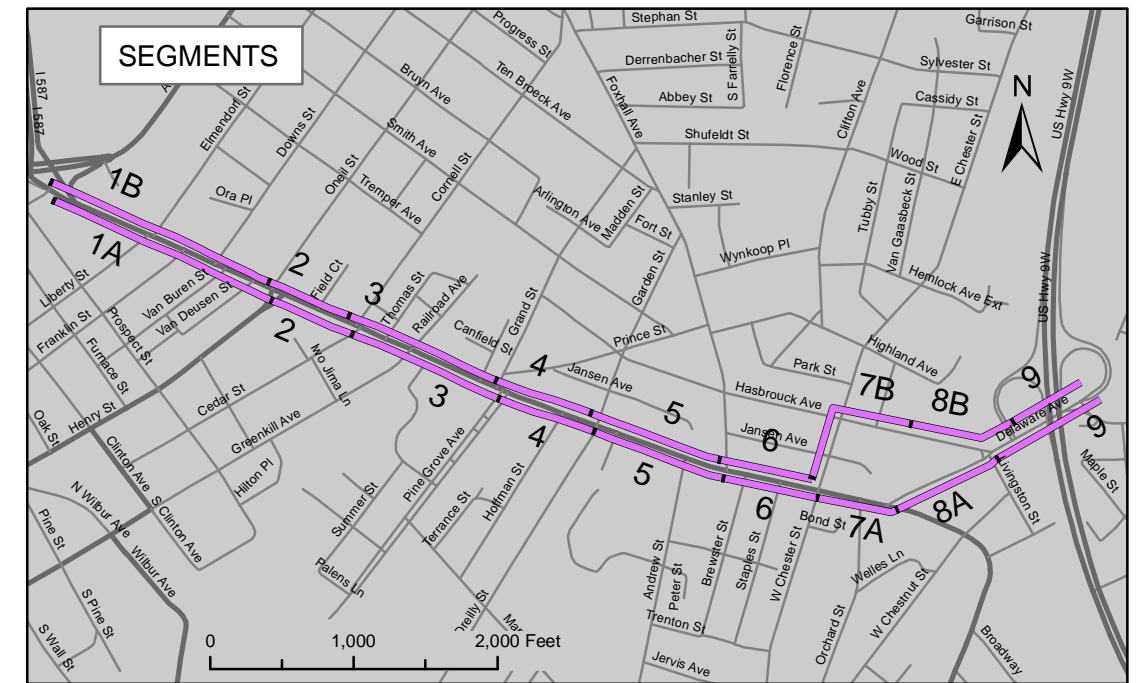 SEGMENTS
Stephan St
Garrison St
Progress St
Derrenbacher St
S Farrelly St
Florence St
Sylvester St
I 587
I 587
Bruyn Ave
Ten Broeck Ave
Foxhall Ave
Abbey St
Clifton Ave
Cassidy St
N
US Hwy 9W
Elmendorf St
Downs St
Smith Ave
Shufeldt St
Wood St
E Chester St
Oneil St
Cornell St
1B
Ora Pl
Tremper Ave
Arlington Ave
Madden St
Stanley St
Tubby St
Van Gaasbeck St
Fort St
Wynkoop Pl
1A
2
Field Ct
3
Thomas St
Railroad Ave
Grand St
Garden St
Hemlock Ave Ext
US Hwy 9W
Liberty St
Van Buren St
Van Deusen St
Franklin St
Prospect St
Furnace St
2
Canfield St
Prince St
Highland Ave
Iwo Jima Ln
4
Jansen Ave
Park St
7B
8B
9
Hasbrouck Ave
Cedar St
3
5
Delaware Ave
9
Oak St
Henry St
Greenkill Ave
4
6
Jansen Ave
Clinton Ave
S Clinton Ave
Hilton Pl
Pine Grove Ave
5
Maple St
Livingston St
N Wilbur Ave
Summer St
Terrance St
Hoffman St
6
Bond St
7A
8A
Pine St
Wilbur Ave
Palens Ln
Andrew St
Peter St
Brewster St
Staples St
W Chester St
Welles Ln
S Pine St
Oreilly St
Trenton St
Orchard St
W Chestnut St
Broadway
S Wall St
0 1,000 2,000 Feet
Jervis Ave